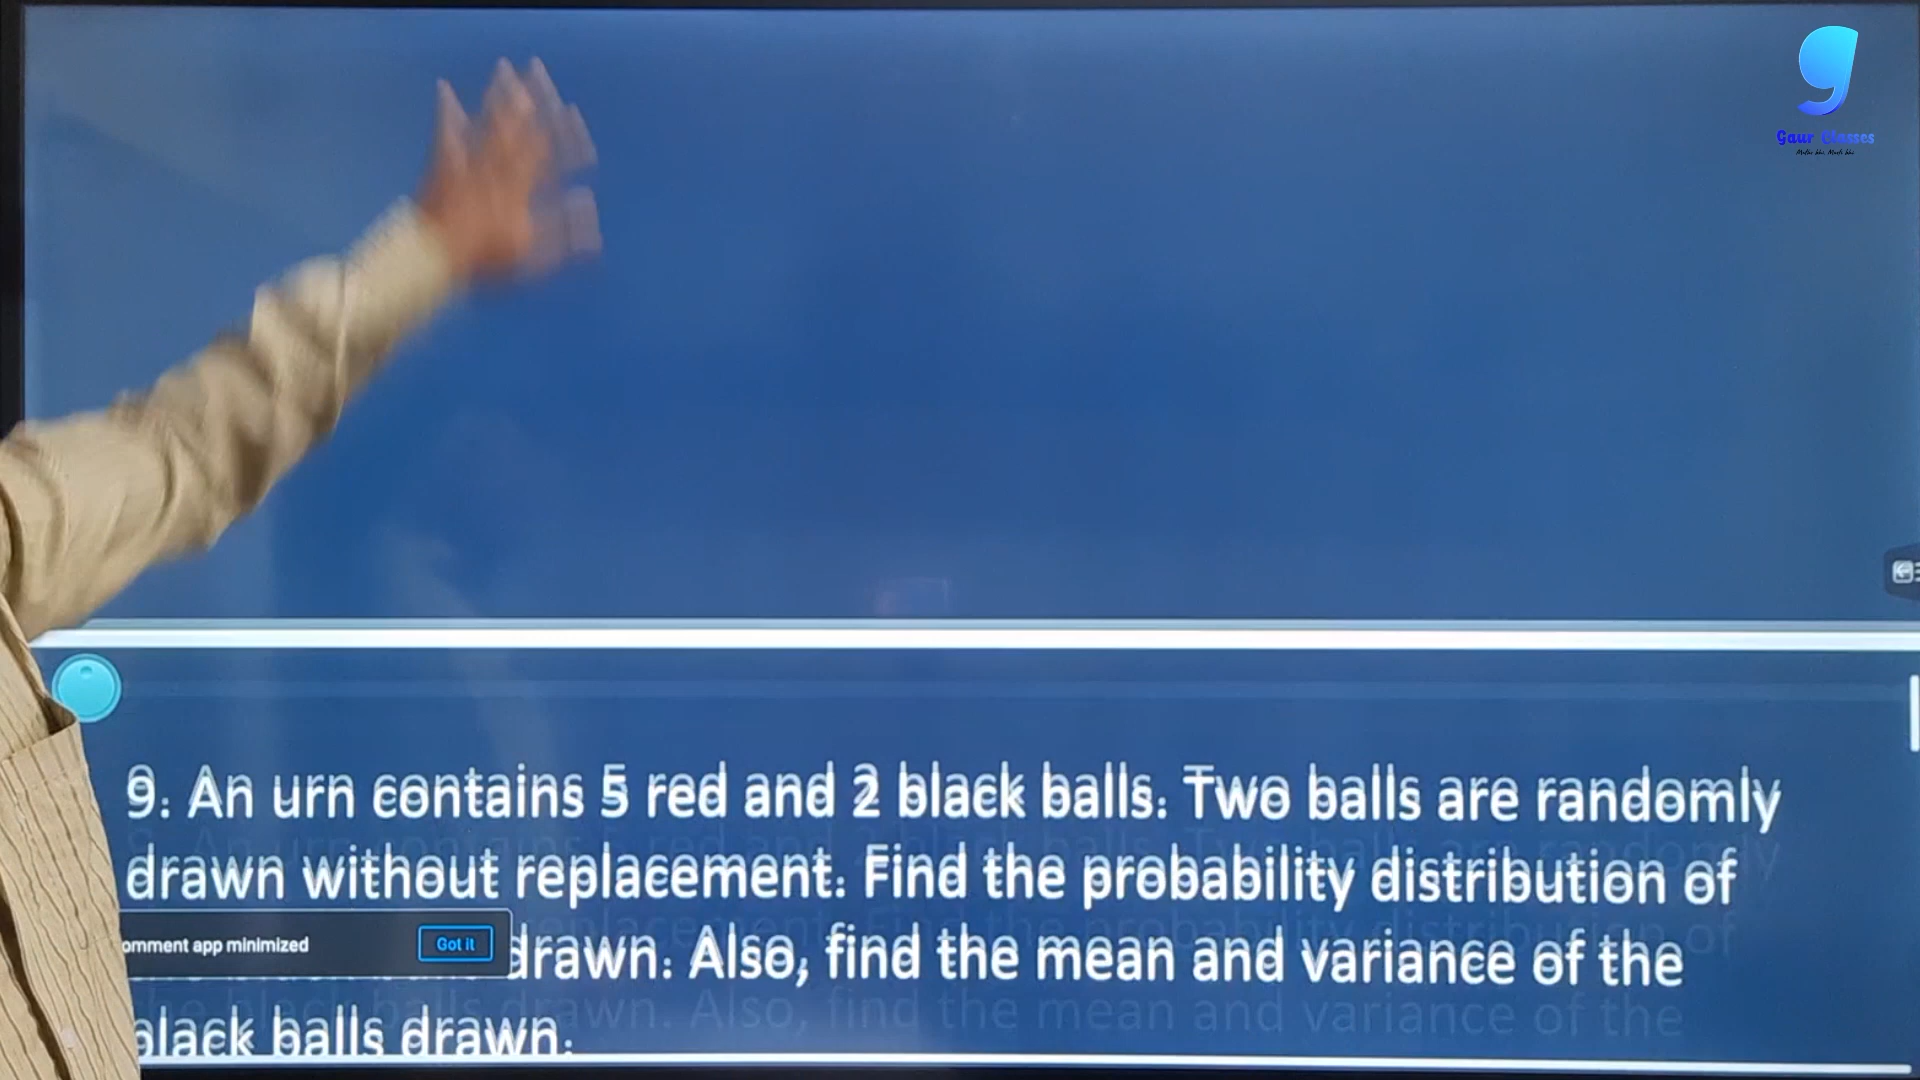 Gaur Classes
9. An urn contains 5 red and 2 black balls. Two balls are randomly
drawn without replacement. Find the probability distribution of
drawn. Also, find the mean and variance of the
black balls drawn.
omment app minimized
Got it